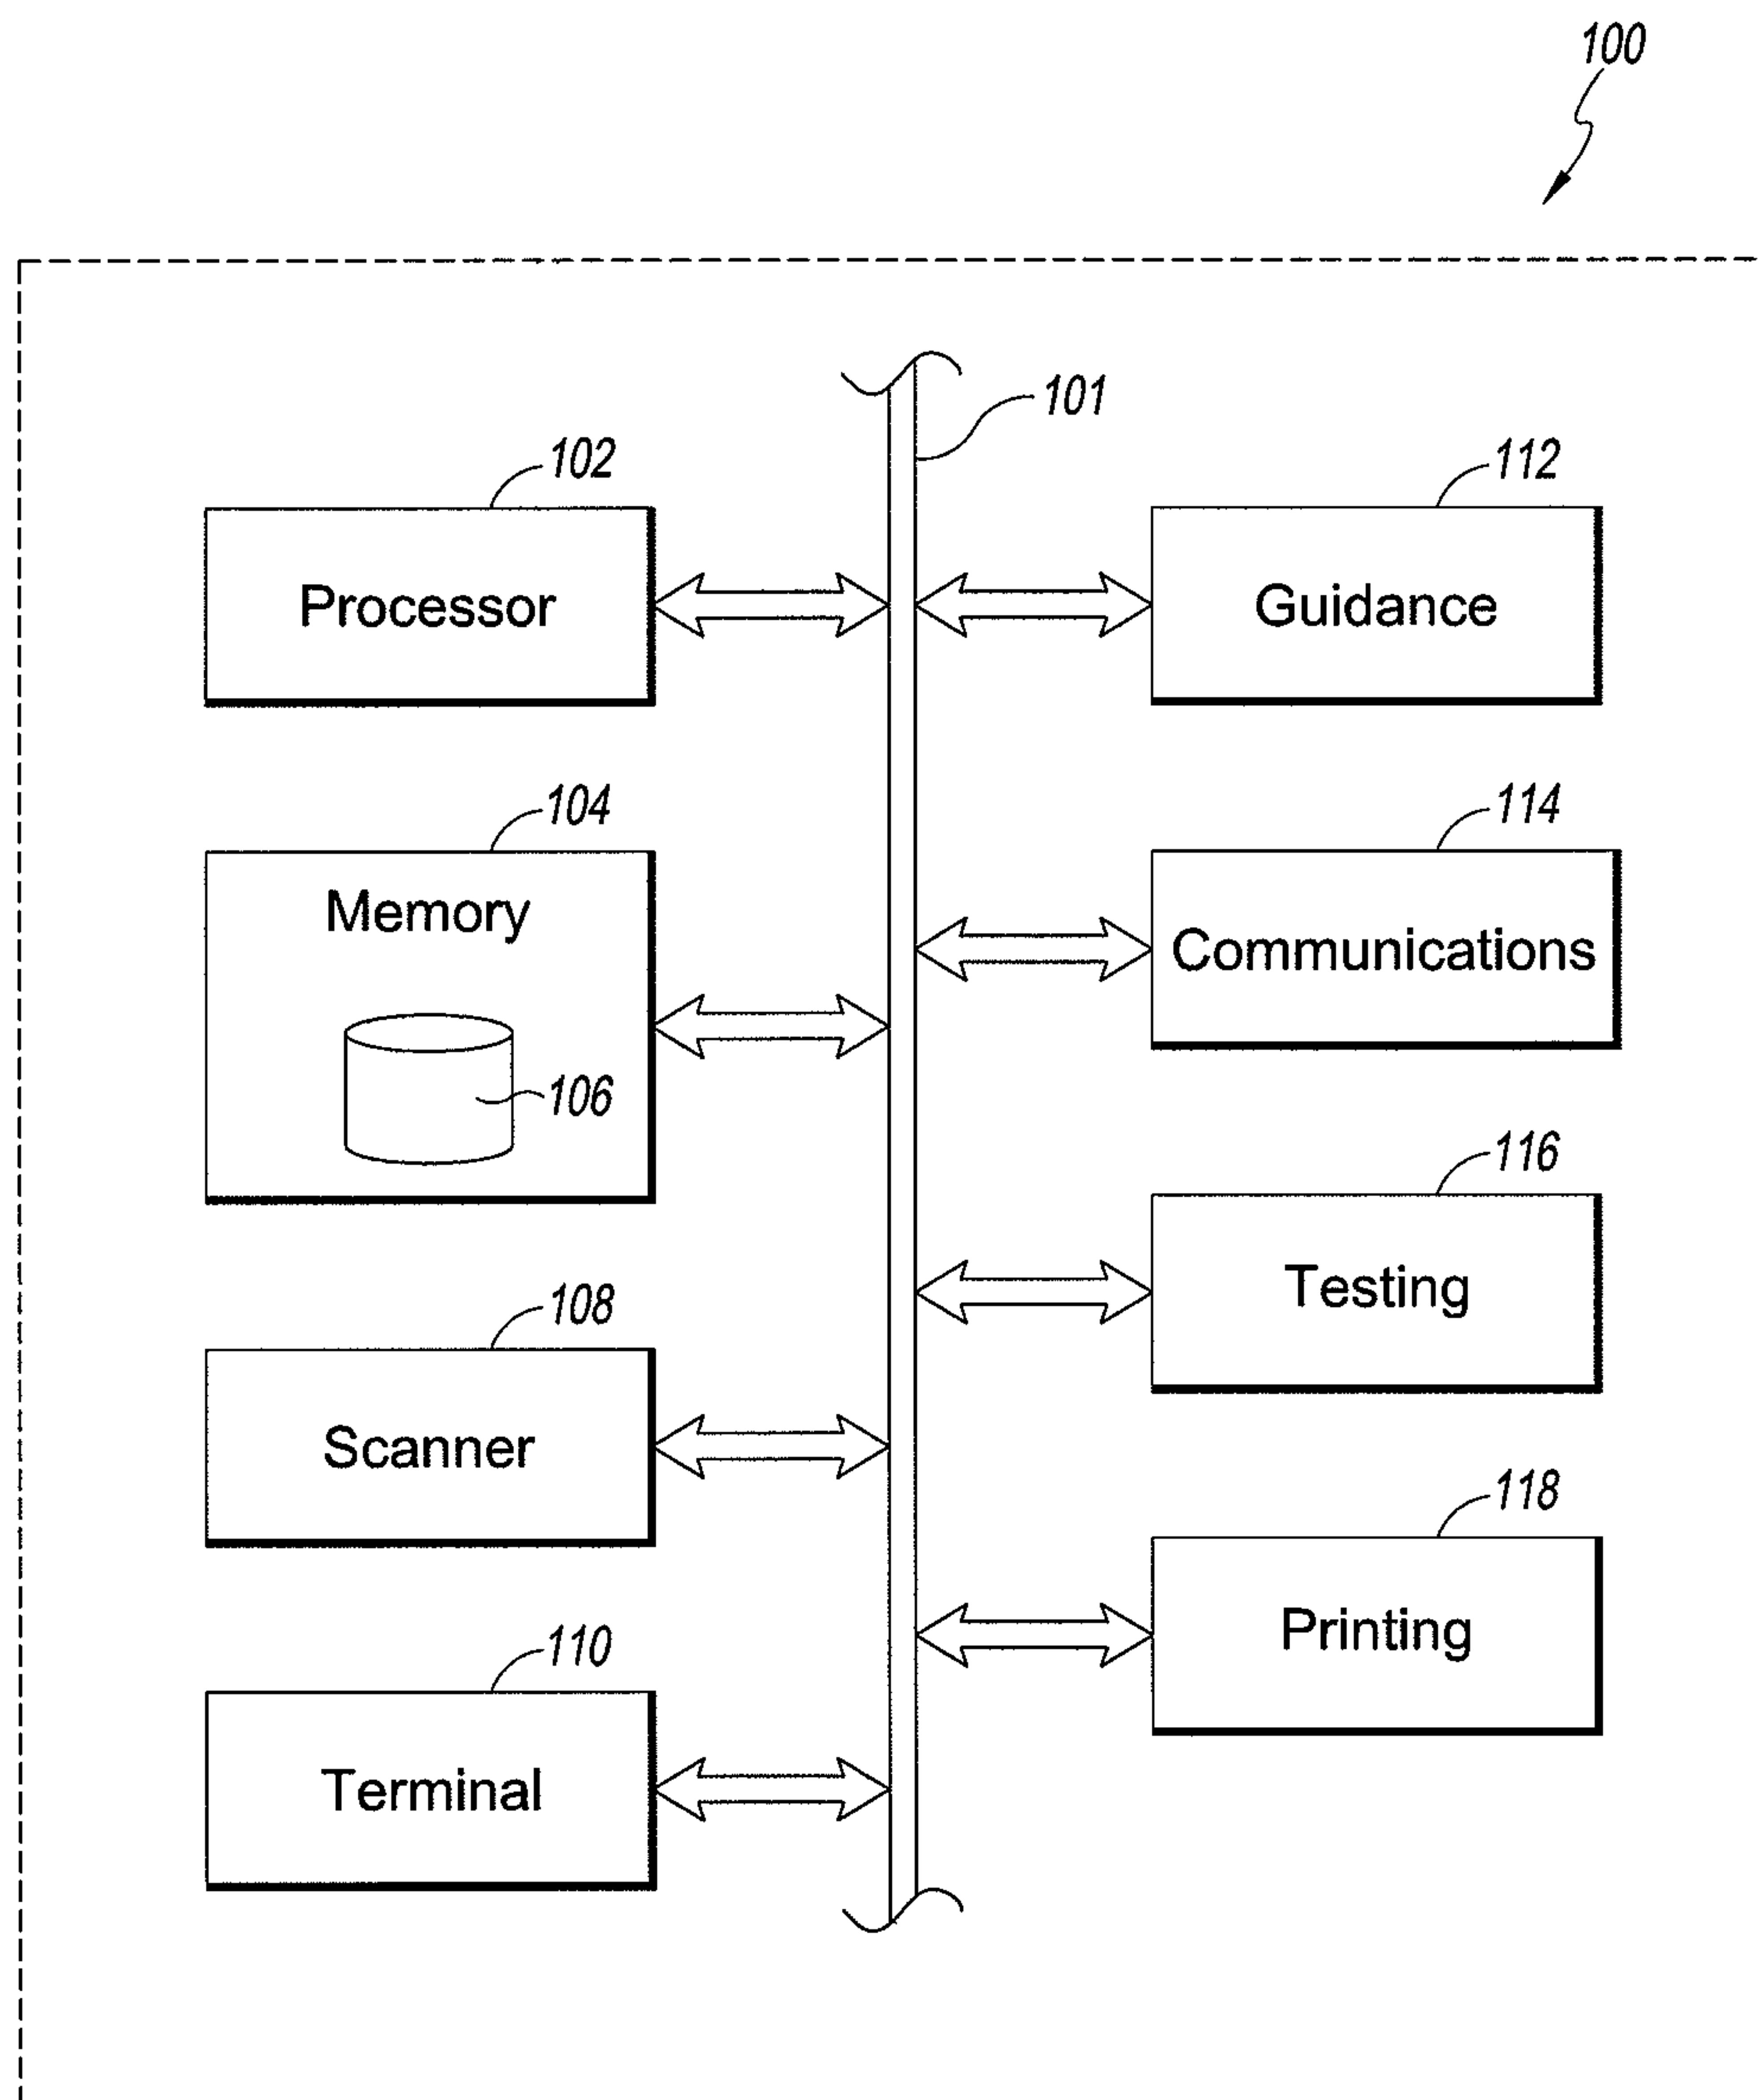 100
101
102
Processor
112
Guidance
104
Memory
106
114
Communications
116
Testing
108
Scanner
118
Printing
110
Terminal